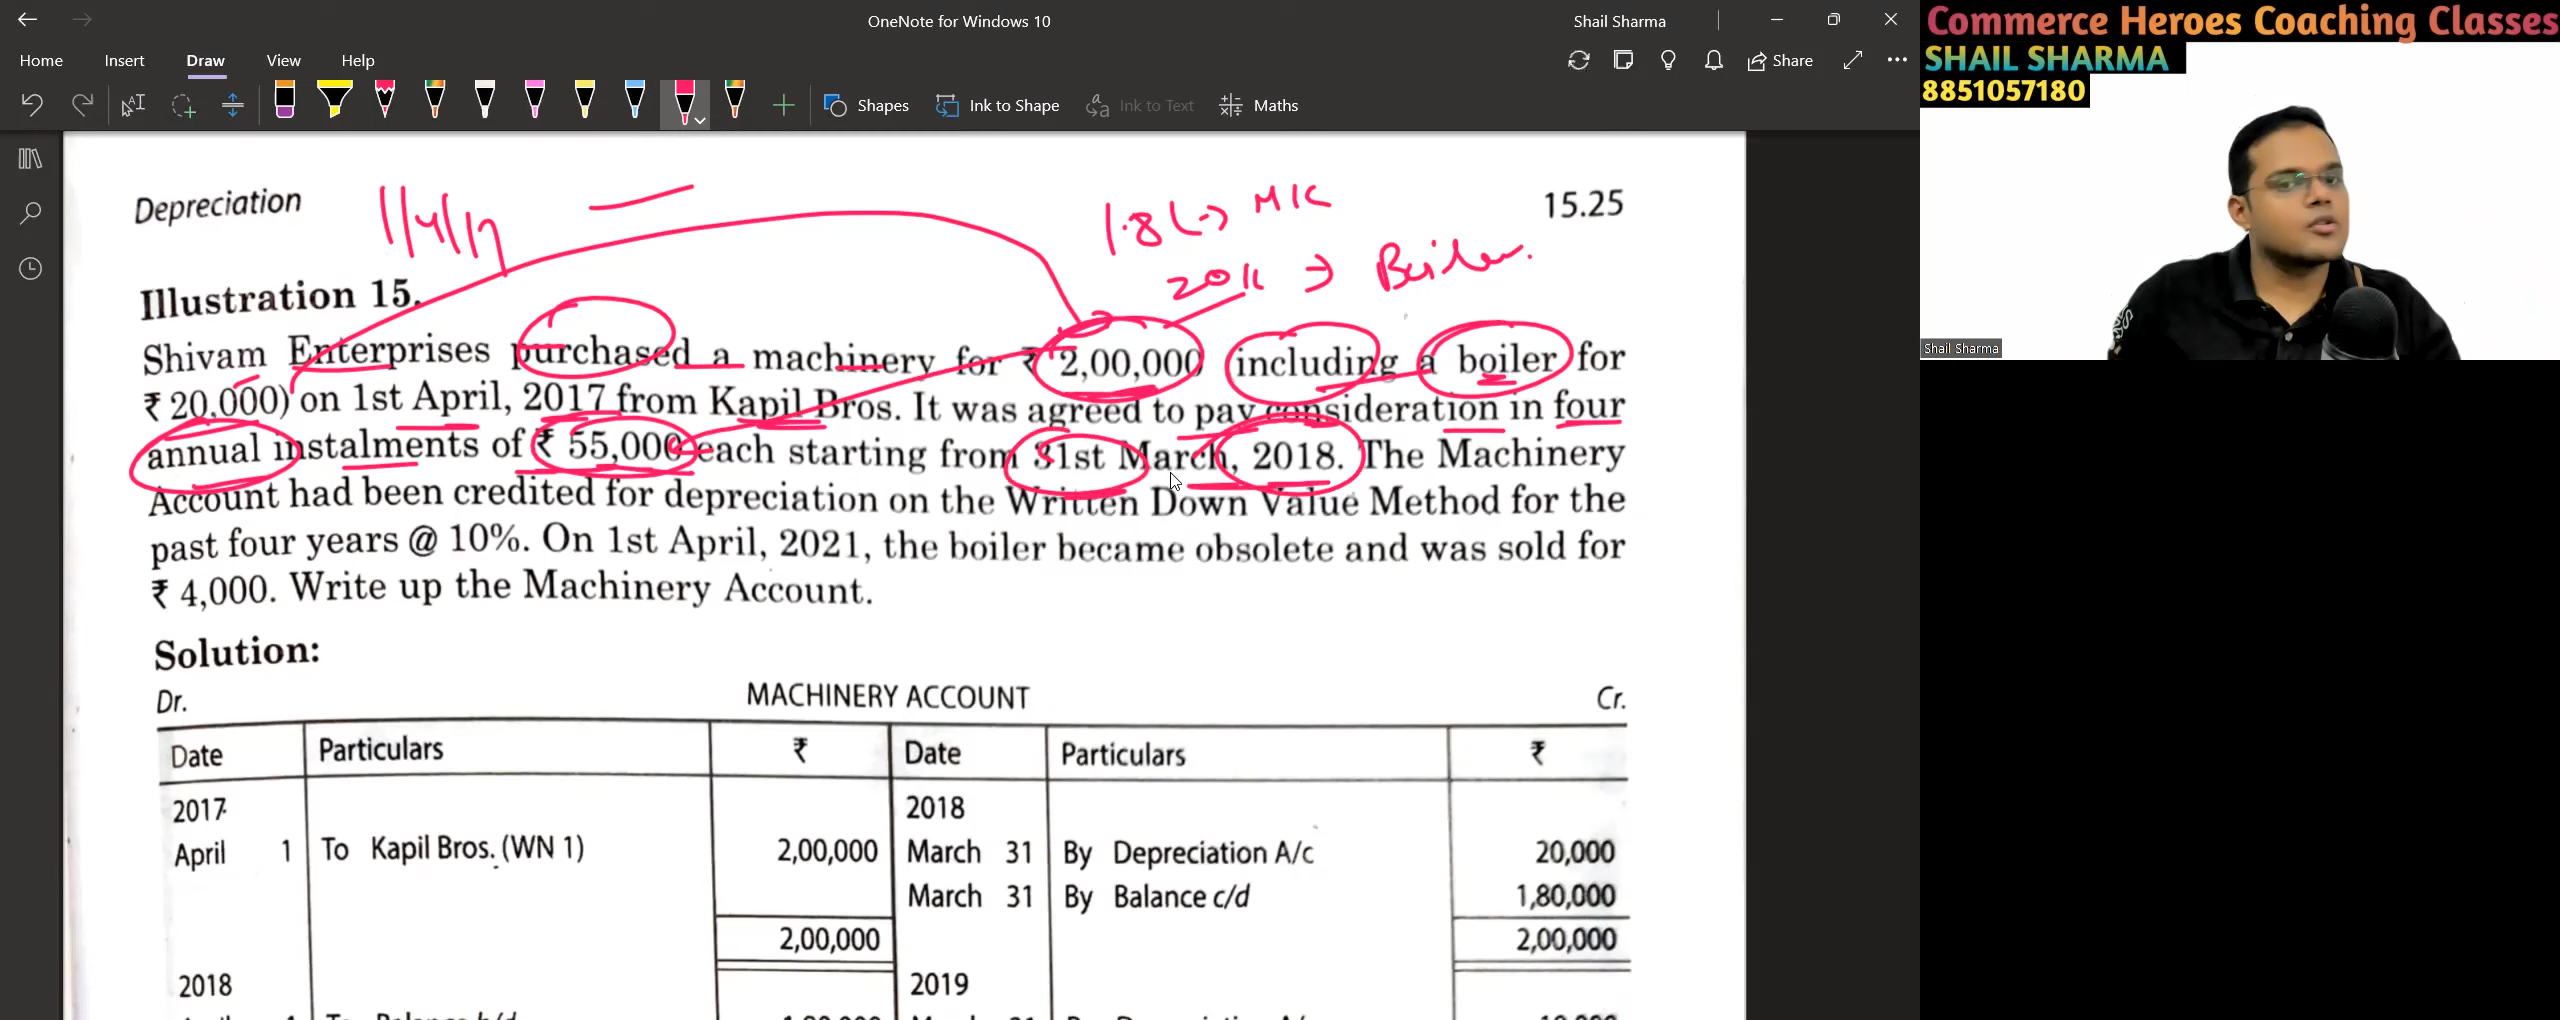 OneNote for Windows 10
Shail Sharma
Home Insert Draw View Help
Share
Shapes Ink to Shape Ink to Text Maths
Commerce Heroes Coaching Classes
SHAIL SHARMA
8851057180
Shail Sharma
Depreciation 1/4/17 15.25
1.8 L → M/C
20K → Boiler.
Illustration 15.
Shivam Enterprises purchased a machinery for ₹ 2,00,000 including a boiler for
₹ 20,000) on 1st April, 2017 from Kapil Bros. It was agreed to pay consideration in four
annual instalments of ₹ 55,000 each starting from 31st March, 2018. The Machinery
Account had been credited for depreciation on the Written Down Value Method for the
past four years @ 10%. On 1st April, 2021, the boiler became obsolete and was sold for
₹ 4,000. Write up the Machinery Account.
Solution:
Dr. MACHINERY ACCOUNT Cr.
Date Particulars ₹ Date Particulars ₹
2017 2018
April 1 To Kapil Bros. (WN 1) 2,00,000 March 31 By Depreciation A/c 20,000
March 31 By Balance c/d 1,80,000
2,00,000 2,00,000
2018 2019